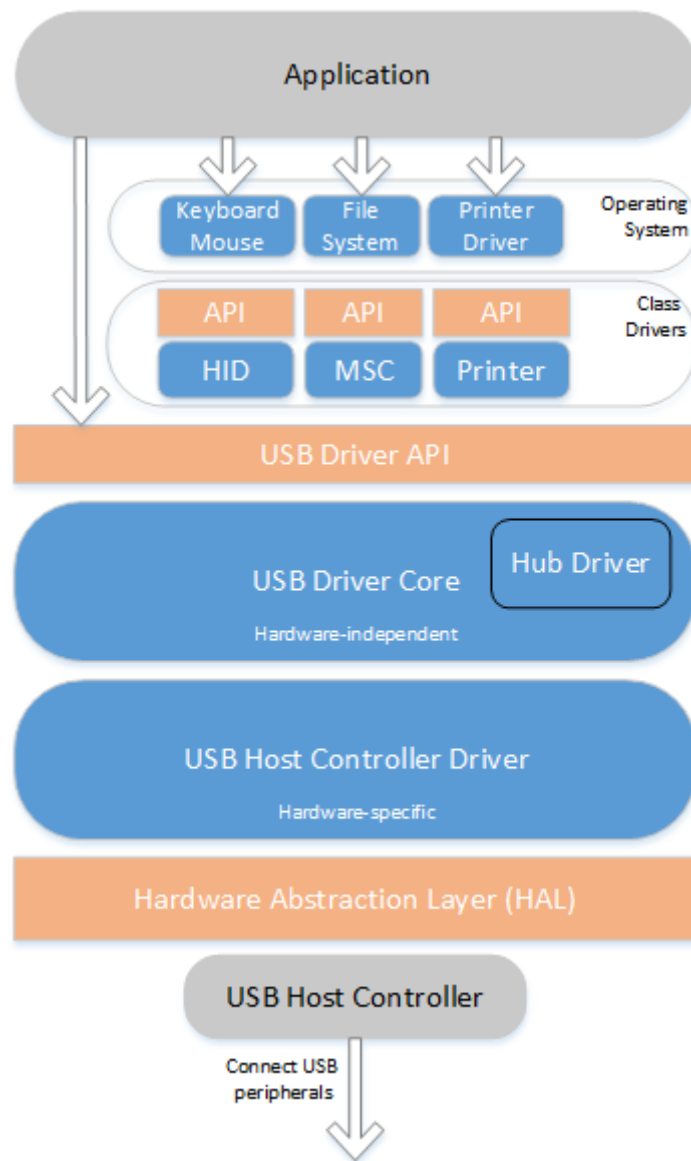 Application
Keyboard
Mouse
File
System
Printer
Driver
Operating
System
API
API
API
Class
Drivers
HID
MSC
Printer
USB Driver API
Hub Driver
USB Driver Core
Hardware-independent
USB Host Controller Driver
Hardware-specific
Hardware Abstraction Layer (HAL)
USB Host Controller
Connect USB
peripherals